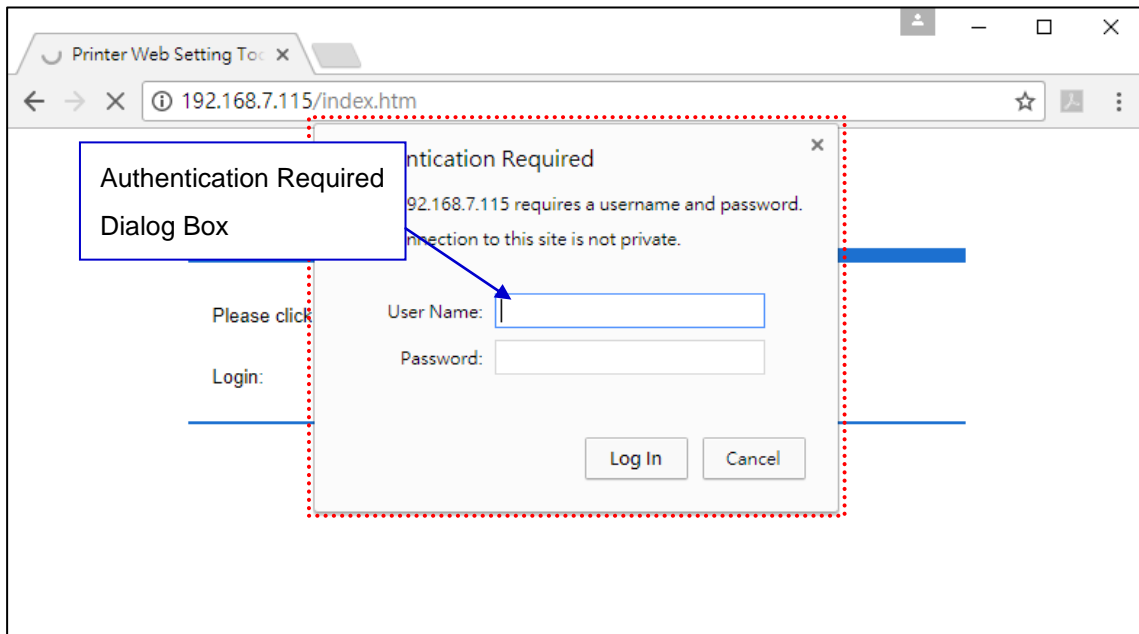 Printer Web Setting Too
192.168.7.115/index.htm
Authentication Required
Dialog Box
ntication Required
92.168.7.115 requires a username and password.
nnection to this site is not private.
Please click
User Name:
Password:
Login:
Log In
Cancel